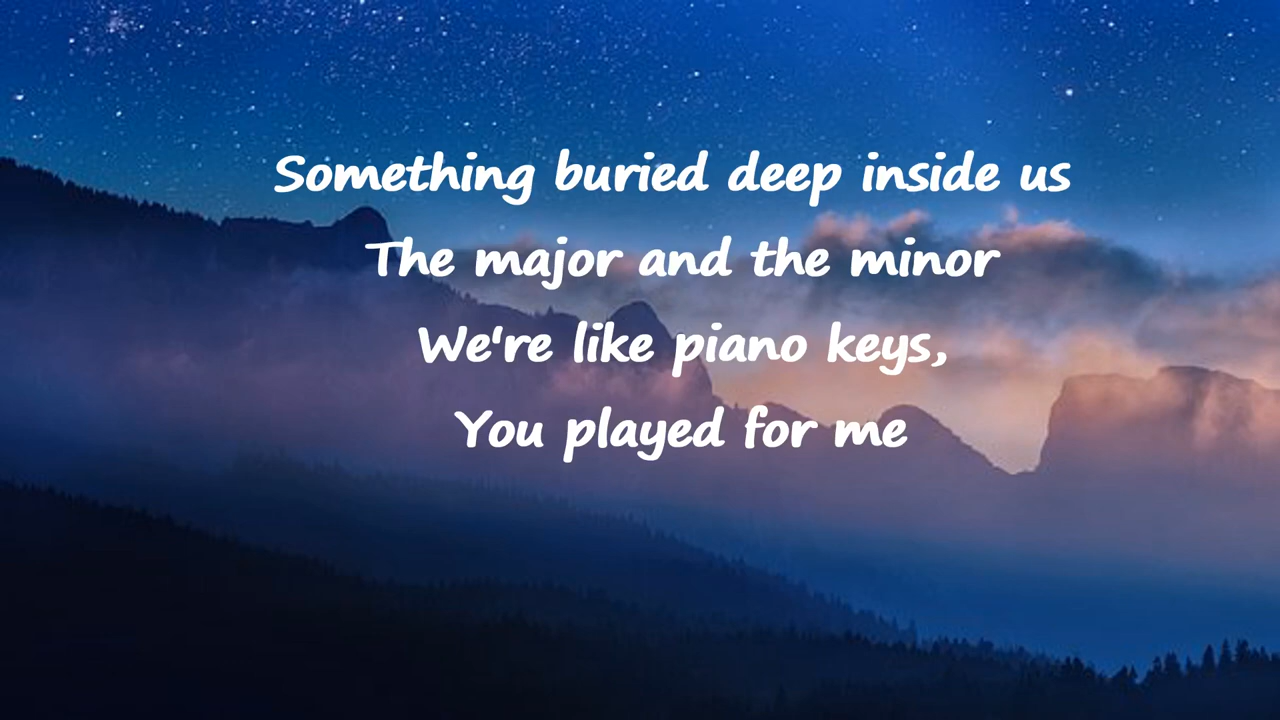 Something buried deep inside us
The major and the minor
We're like piano keys,
You played for me